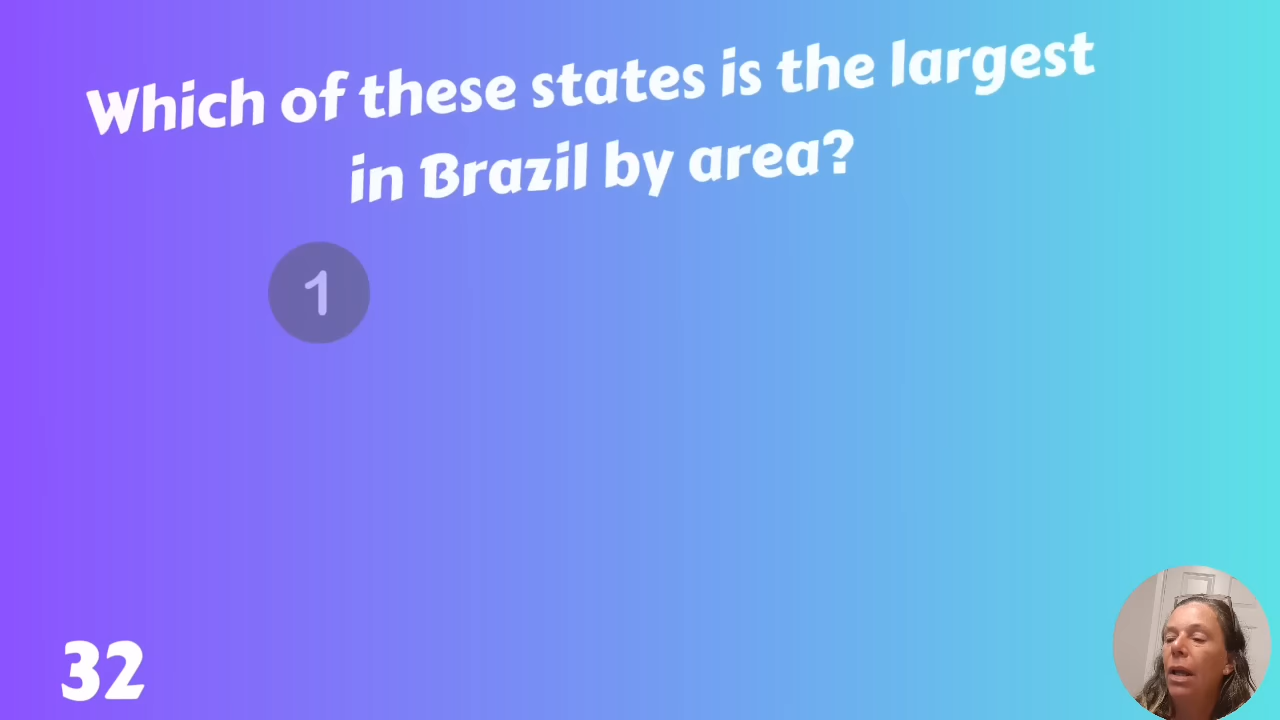 Which of these states is the largest
in Brazil by area?
1
32